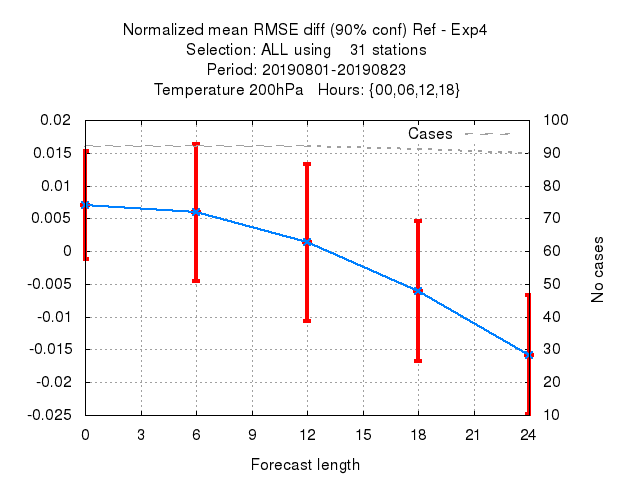 Normalized mean RMSE diff (90% conf) Ref - Exp4
Selection: ALL using 31 stations
Period: 20190801-20190823
Temperature 200hPa Hours: {00,06,12,18}
Cases
0.02
0.015
0.01
0.005
0
-0.005
-0.01
-0.015
-0.02
-0.025
100
90
80
70
60
50
40
30
20
10
No cases
0 3 6 9 12 15 18 21 24
Forecast length